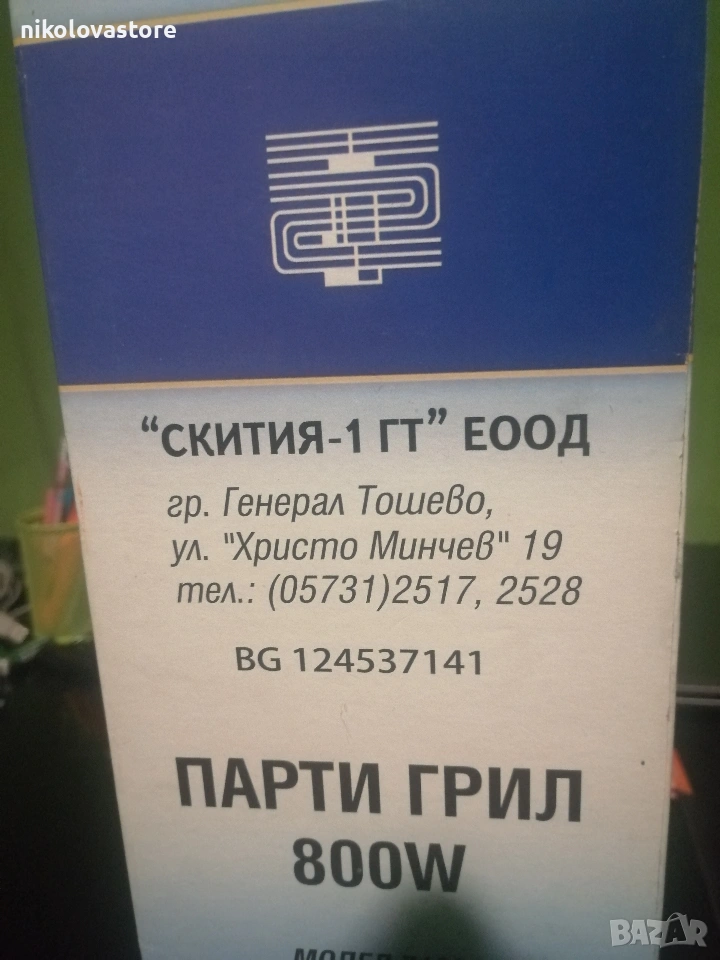 nikolovastore
“СКИТИЯ-1 ГТ” ЕООД
гр. Генерал Тошево,
ул. "Христо Минчев" 19
тел.: (05731)2517, 2528
BG 124537141
ПАРТИ ГРИЛ
800W
BAZAR